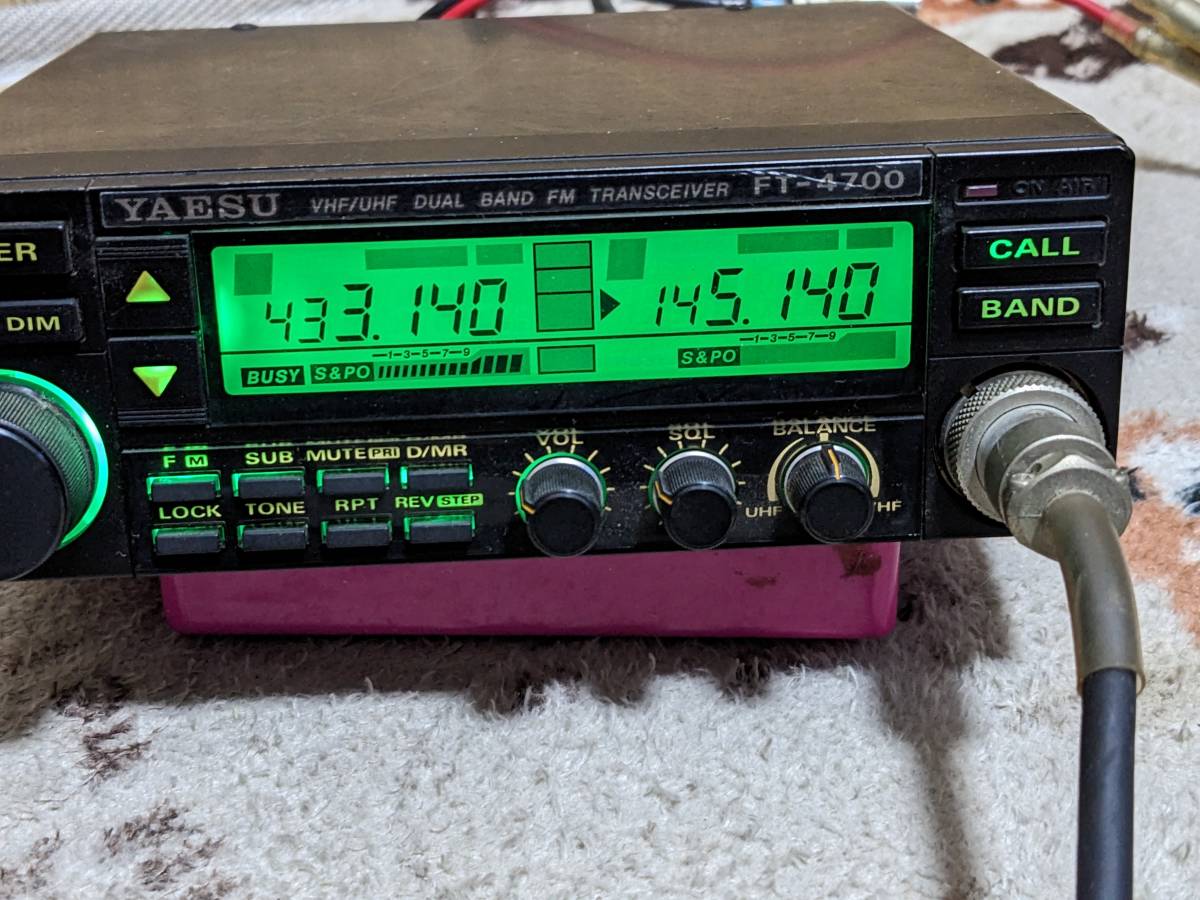 YAESU VHF/UHF DUAL BAND FM TRANSCEIVER FT-4700
ON AIR
ER
DIM
CALL
BAND
433.140
145.140
BUSY S&PO 1-3-5-7-9
S&PO 1-3-5-7-9
F M SUB MUTE PRI D/MR
LOCK TONE RPT REV STEP
VOL
SQL
BALANCE
UHF VHF